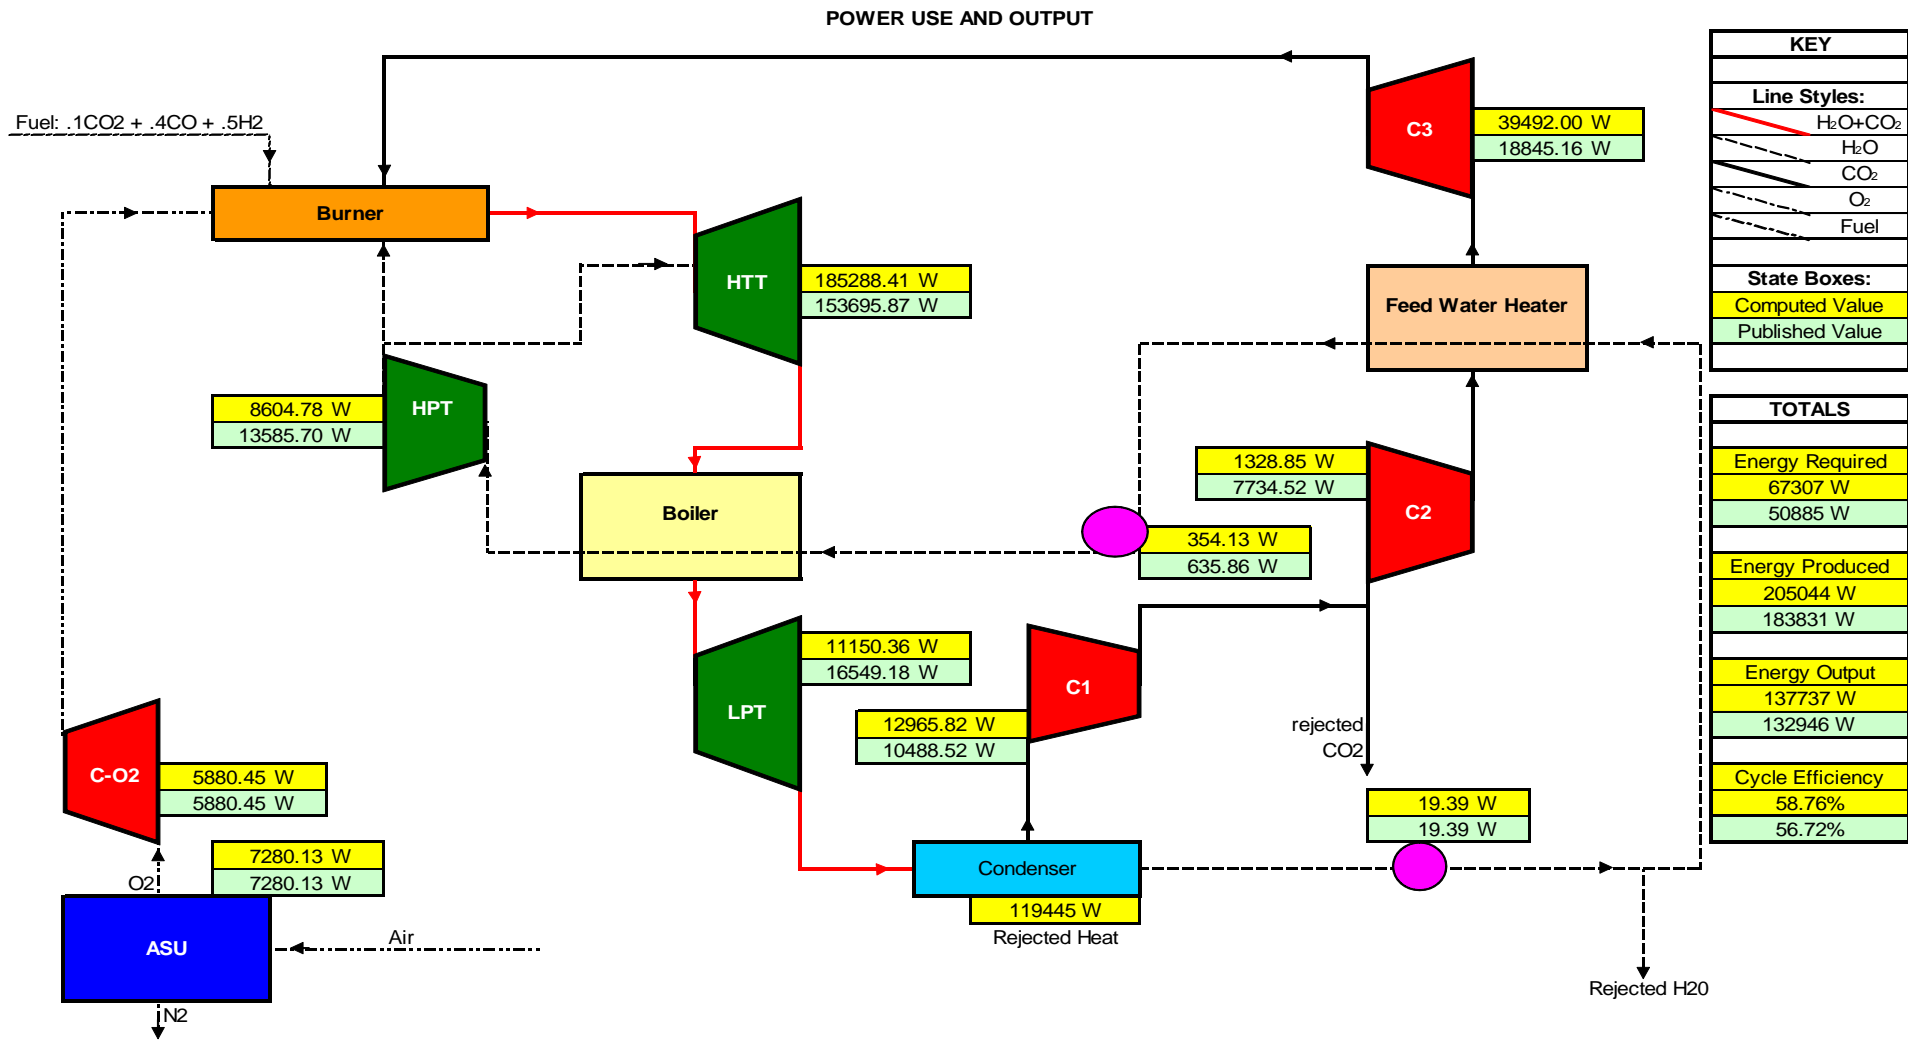 POWER USE AND OUTPUT
Fuel: .1CO2 + .4CO + .5H2
Burner
HTT
185288.41 W
153695.87 W
C3
39492.00 W
18845.16 W
Feed Water Heater
HPT
8604.78 W
13585.70 W
Boiler
C2
1328.85 W
7734.52 W
354.13 W
635.86 W
LPT
11150.36 W
16549.18 W
C1
12965.82 W
10488.52 W
rejected
CO2
C-O2
5880.45 W
5880.45 W
19.39 W
19.39 W
7280.13 W
7280.13 W
O2
Condenser
119445 W
Rejected Heat
ASU
Air
N2
Rejected H20
KEY
Line Styles:
H2O+CO2
H2O
CO2
O2
Fuel
State Boxes:
Computed Value
Published Value
TOTALS
Energy Required
67307 W
50885 W
Energy Produced
205044 W
183831 W
Energy Output
137737 W
132946 W
Cycle Efficiency
58.76%
56.72%